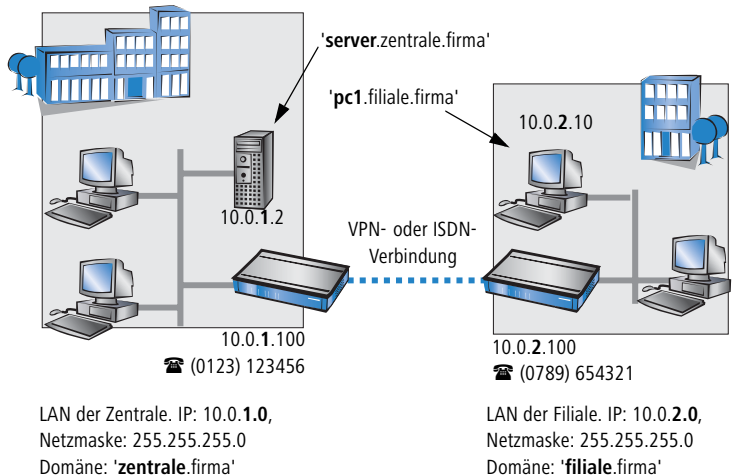 'server.zentrale.firma'
'pc1.filiale.firma'
10.0.2.10
10.0.1.2
VPN- oder ISDN-
Verbindung
10.0.1.100
☎ (0123) 123456
10.0.2.100
☎ (0789) 654321
LAN der Zentrale. IP: 10.0.1.0,
Netzmaske: 255.255.255.0
Domäne: 'zentrale.firma'
LAN der Filiale. IP: 10.0.2.0,
Netzmaske: 255.255.255.0
Domäne: 'filiale.firma'